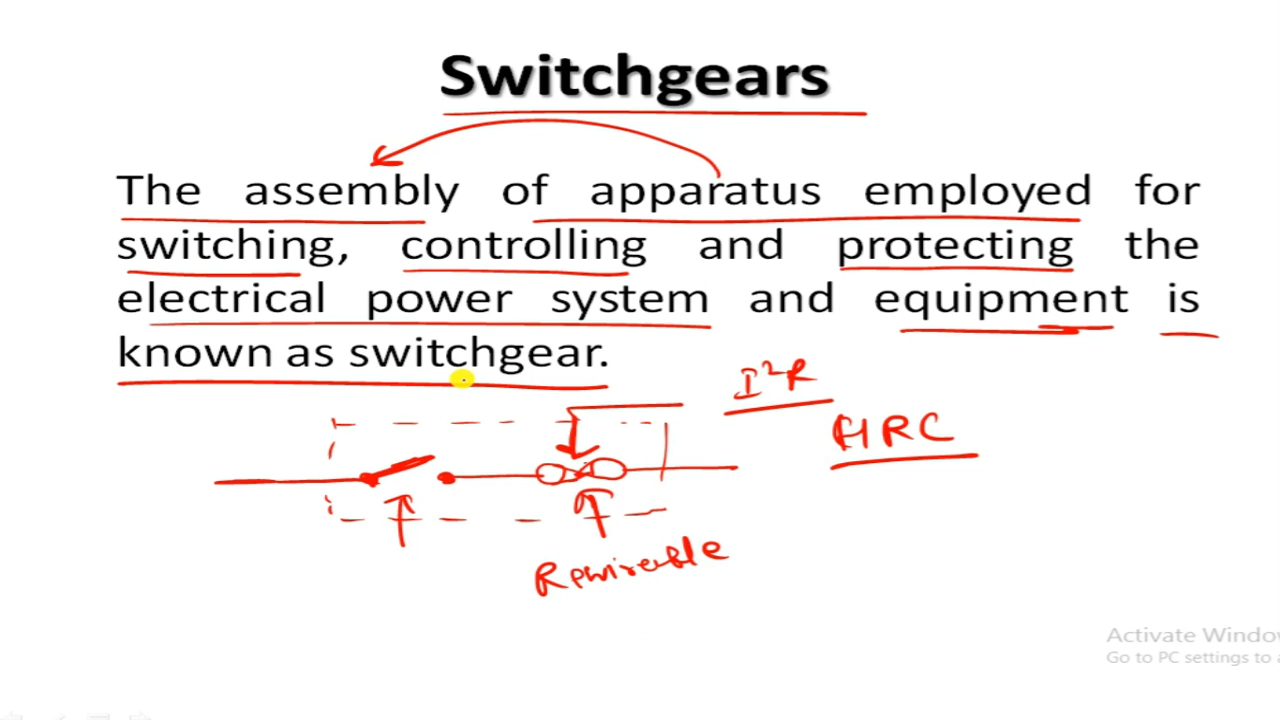 Switchgears
The assembly of apparatus employed for
switching, controlling and protecting the
electrical power system and equipment is
known as switchgear.
I²R
HRC
Rewireable
Activate Window
Go to PC settings to a